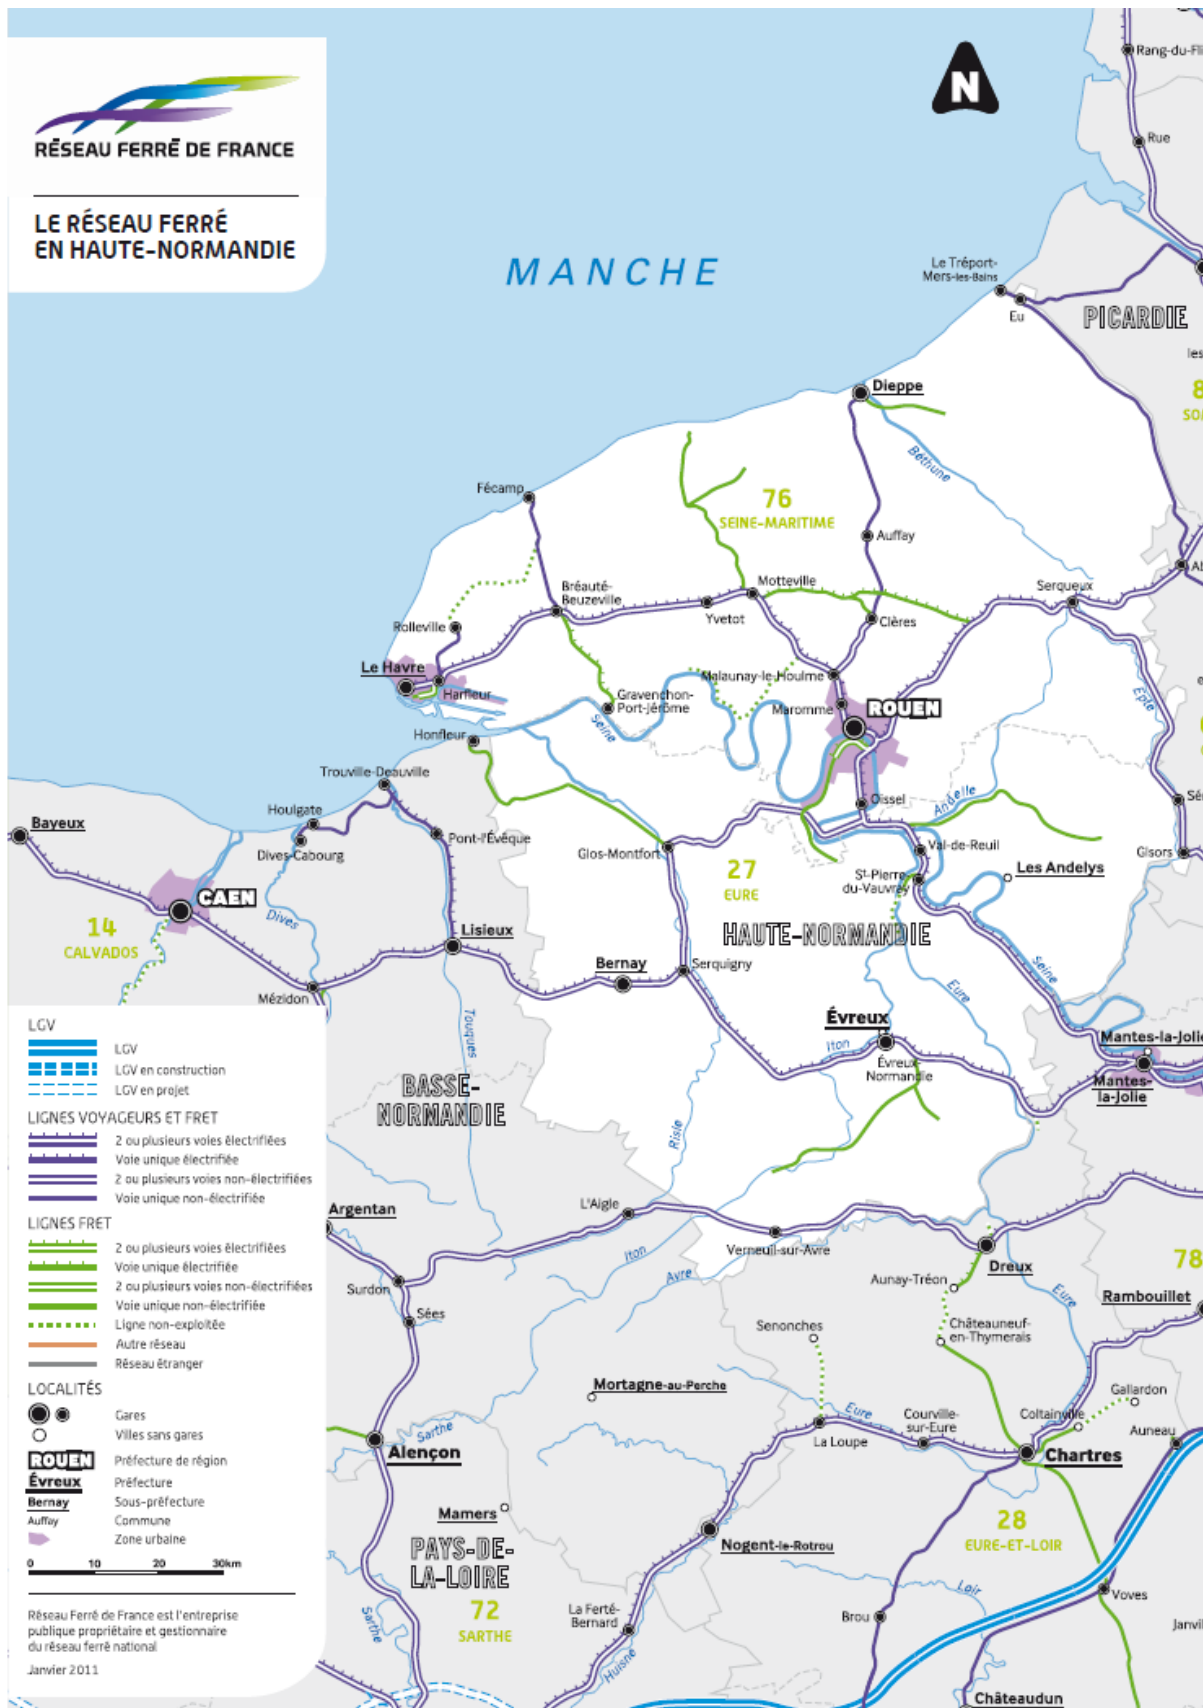 RÉSEAU FERRÉ DE FRANCE
LE RÉSEAU FERRÉ
EN HAUTE-NORMANDIE
N
MANCHE
Rang-du-Fli
Rue
Le Tréport-
Mers-les-Bains
Eu
PICARDIE
les
8
SO
Dieppe
Béthune
Fécamp
76
SEINE-MARITIME
Auffay
Ab
Bréauté-
Beuzeville
Motteville
Serqueux
Yvetot
Clères
Rolleville
Le Havre
Harfleur
Malaunay-le-Houlme
Gravenchon-
Port-Jérôme
Maromme
ROUEN
Epte
Seine
Honfleur
Trouville-Deauville
Houlgate
Bayeux
Dives-Cabourg
Pont-l'Évêque
Oissel
Andelle
Sé
Glos-Montfort
Val-de-Reuil
Gisors
27
EURE
St-Pierre-
du-Vauvray
Les Andelys
CAEN
14
CALVADOS
Dives
Lisieux
HAUTE-NORMANDIE
Bernay
Serquigny
Seine
Eure
Mézidon
Touques
Évreux
Iton
Évreux-
Normandie
Mantes-la-Jolie
Mantes-
la-Jolie
BASSE-
NORMANDIE
Risle
LGV
LGV
LGV en construction
LGV en projet
LIGNES VOYAGEURS ET FRET
2 ou plusieurs voies électrifiées
Voie unique électrifiée
2 ou plusieurs voies non-électrifiées
Voie unique non-électrifiée
LIGNES FRET
2 ou plusieurs voies électrifiées
Voie unique électrifiée
2 ou plusieurs voies non-électrifiées
Voie unique non-électrifiée
Ligne non-exploitée
Autre réseau
Réseau étranger
LOCALITÉS
Gares
Villes sans gares
ROUEN Préfecture de région
Évreux Préfecture
Bernay Sous-préfecture
Auffay Commune
Zone urbaine
0 10 20 30km
Réseau Ferré de France est l'entreprise
publique propriétaire et gestionnaire
du réseau ferré national
Janvier 2011
Argentan
L'Aigle
Iton
Avre
Verneuil-sur-Avre
Surdon
Sées
Aunay-Tréon
Dreux
78
Eure
Rambouillet
Senonches
Châteauneuf-
en-Thymerais
Mortagne-au-Perche
Gallardon
Sarthe
Eure
Courville-
sur-Eure
Coltainville
Auneau
Alençon
La Loupe
Chartres
Mamers
PAYS-DE-
LA-LOIRE
72
SARTHE
Nogent-le-Rotrou
28
EURE-ET-LOIR
Loir
Voves
La Ferté-
Bernard
Brou
Janvil
Sarthe
Huisne
Châteaudun